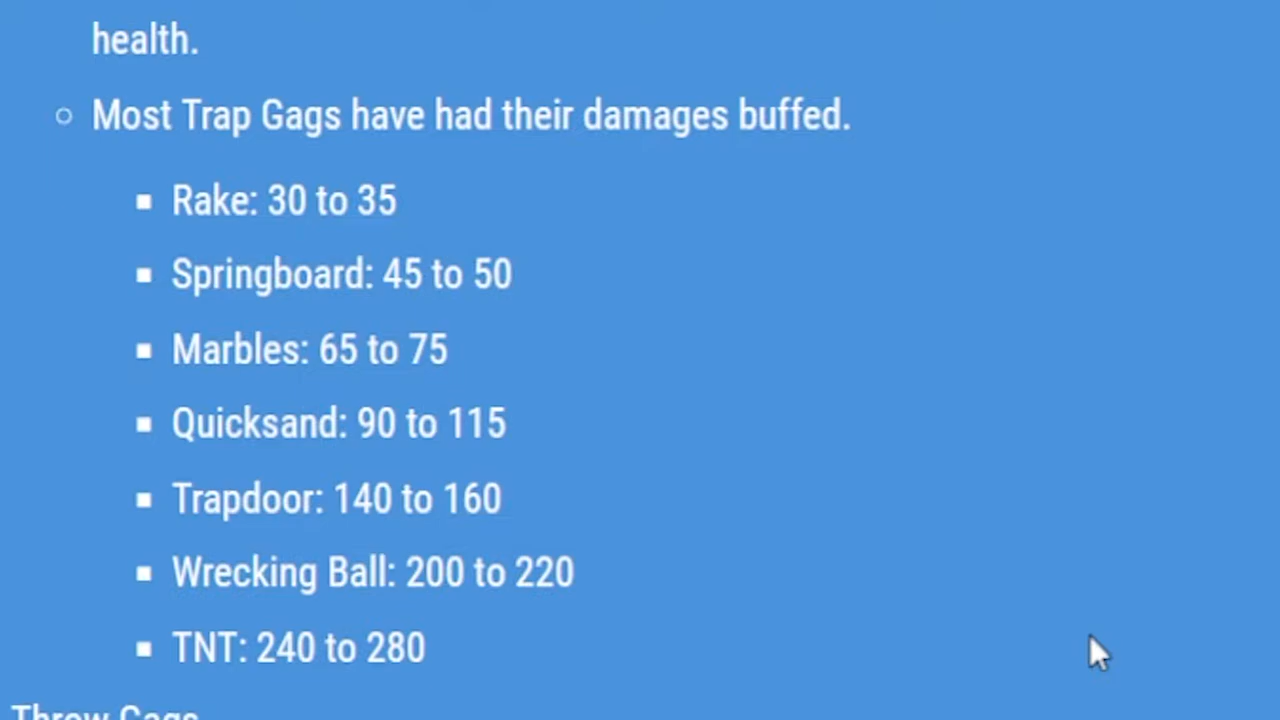 health.
Most Trap Gags have had their damages buffed.
Rake: 30 to 35
Springboard: 45 to 50
Marbles: 65 to 75
Quicksand: 90 to 115
Trapdoor: 140 to 160
Wrecking Ball: 200 to 220
TNT: 240 to 280
Throw Gags